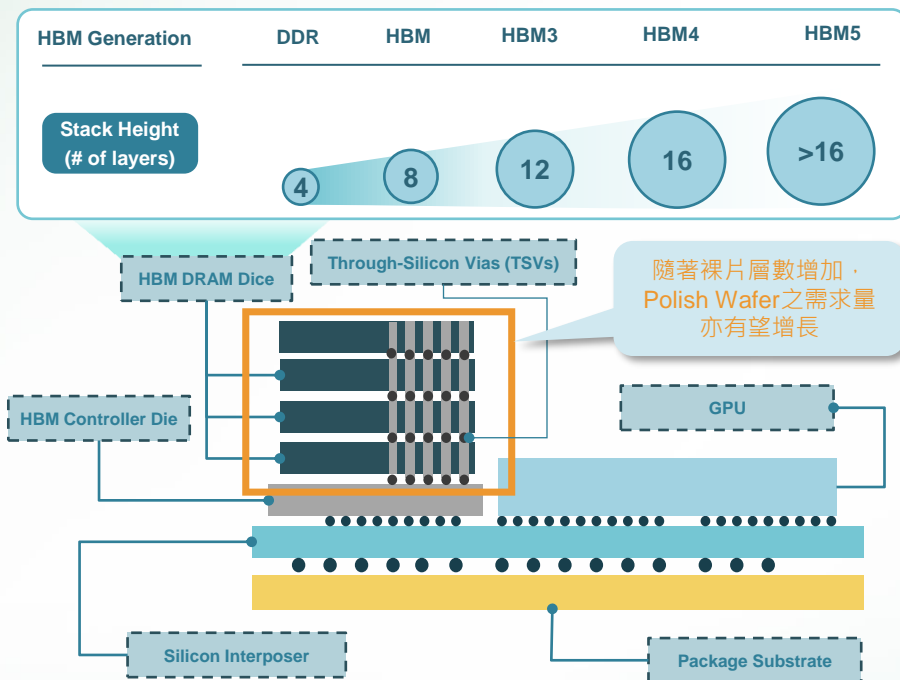 HBM Generation DDR HBM HBM3 HBM4 HBM5
Stack Height
(# of layers)
4 8 12 16 >16
HBM DRAM Dice
Through-Silicon Vias (TSVs)
隨著裸片層數增加，
Polish Wafer之需求量
亦有望增長
HBM Controller Die
GPU
Silicon Interposer
Package Substrate